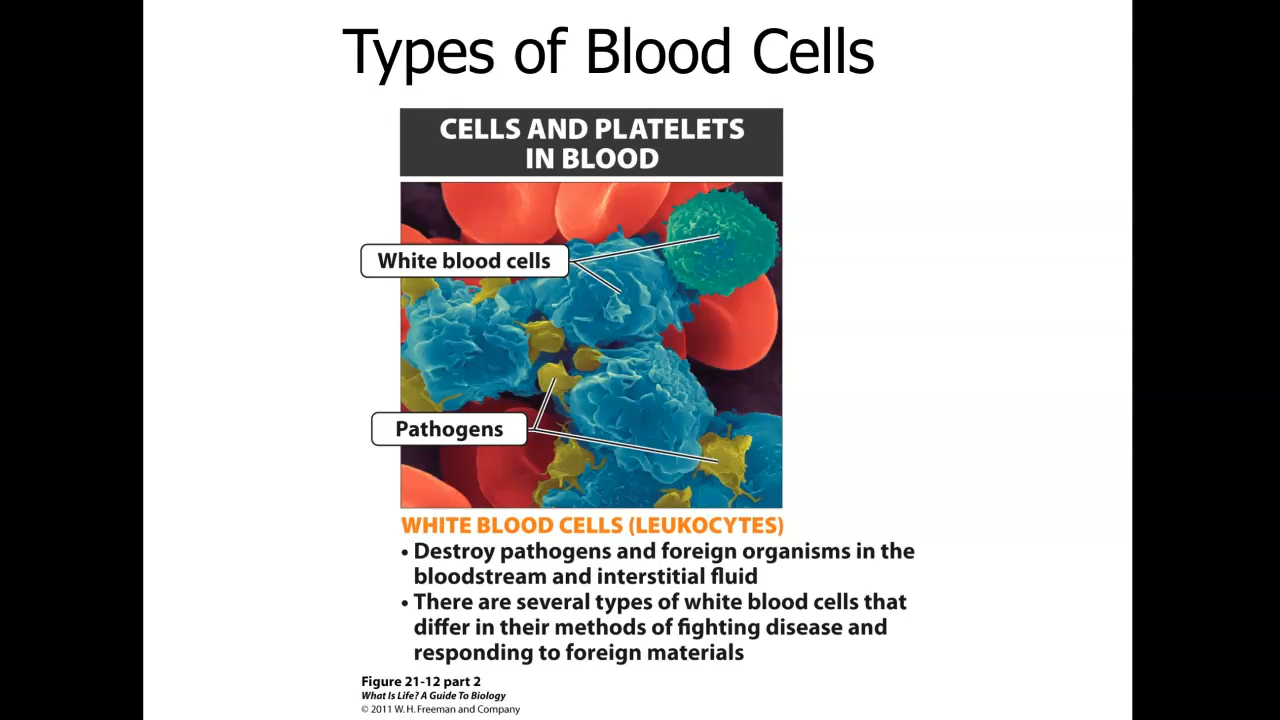 Types of Blood Cells
CELLS AND PLATELETS
IN BLOOD
White blood cells
Pathogens
WHITE BLOOD CELLS (LEUKOCYTES)
• Destroy pathogens and foreign organisms in the
bloodstream and interstitial fluid
• There are several types of white blood cells that
differ in their methods of fighting disease and
responding to foreign materials
Figure 21-12 part 2
What Is Life? A Guide To Biology
© 2011 W. H. Freeman and Company